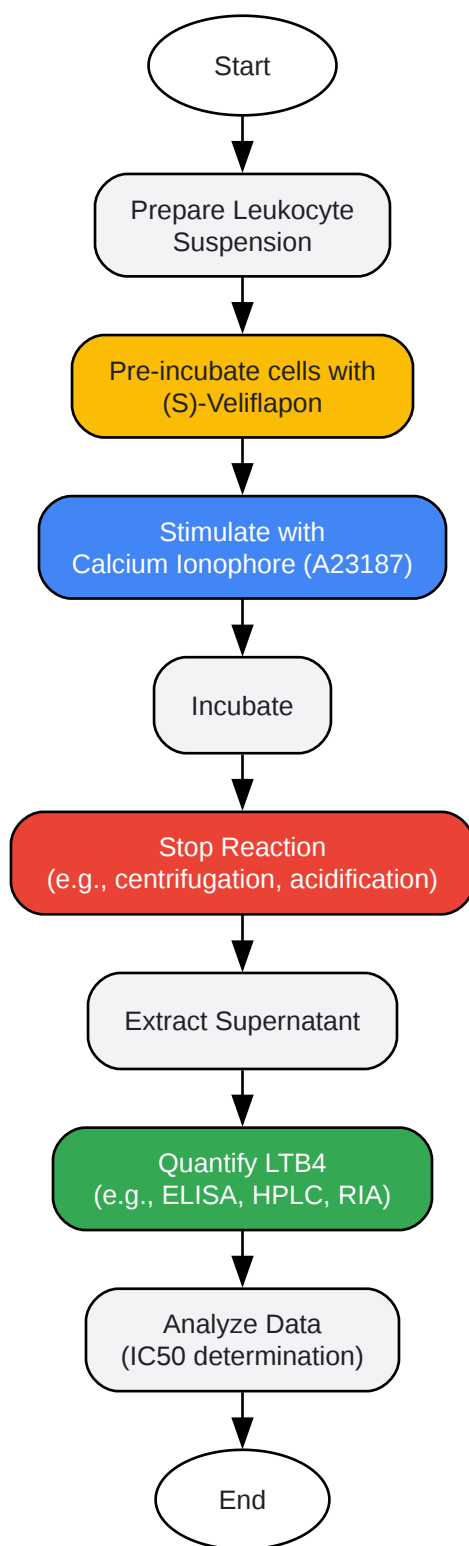 Start
Prepare Leukocyte
Suspension
Pre-incubate cells with
(S)-Veliflapon
Stimulate with
Calcium Ionophore (A23187)
Incubate
Stop Reaction
(e.g., centrifugation, acidification)
Extract Supernatant
Quantify LTB4
(e.g., ELISA, HPLC, RIA)
Analyze Data
(IC50 determination)
End